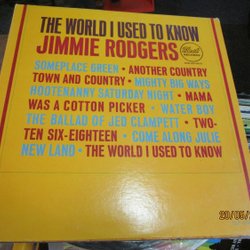 THE WORLD I USED TO KNOW
JIMMIE RODGERS
SOMEPLACE GREEN • ANOTHER COUNTRY
TOWN AND COUNTRY • MIGHTY BIG WAYS
HOOTENANNY SATURDAY NIGHT • MAMA
WAS A COTTON PICKER • WATER BOY
THE BALLAD OF JED CLAMPETT • TWO-
TEN SIX-EIGHTEEN • COME ALONG JULIE
NEW LAND • THE WORLD I USED TO KNOW